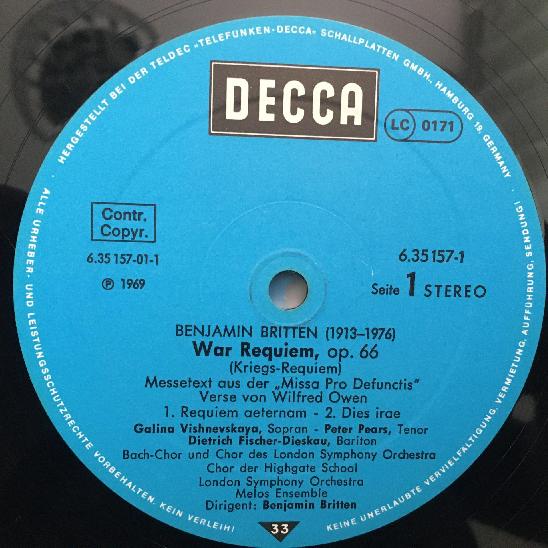 HERGESTELLT BEI DER TELDEC »TELEFUNKEN-DECCA« SCHALLPLATTEN GMBH., HAMBURG 19, GERMANY ·
DECCA
LC 0171
Contr.
Copyr.
6.35157-01-1
℗ 1969
6.35157-1
Seite 1 STEREO
BENJAMIN BRITTEN (1913–1976)
War Requiem, op. 66
(Kriegs-Requiem)
Messetext aus der „Missa Pro Defunctis"
Verse von Wilfred Owen
1. Requiem aeternam - 2. Dies irae
Galina Vishnevskaya, Sopran - Peter Pears, Tenor
Dietrich Fischer-Dieskau, Bariton
Bach-Chor und Chor des London Symphony Orchestra
Chor der Highgate School
London Symphony Orchestra
Melos Ensemble
Dirigent: Benjamin Britten
33
ALLE URHEBER- UND LEISTUNGSSCHUTZRECHTE VORBEHALTEN. KEIN VERLEIH!
KEINE UNERLAUBTE VERVIELFÄLTIGUNG, VERMIETUNG, AUFFÜHRUNG, SENDUNG!